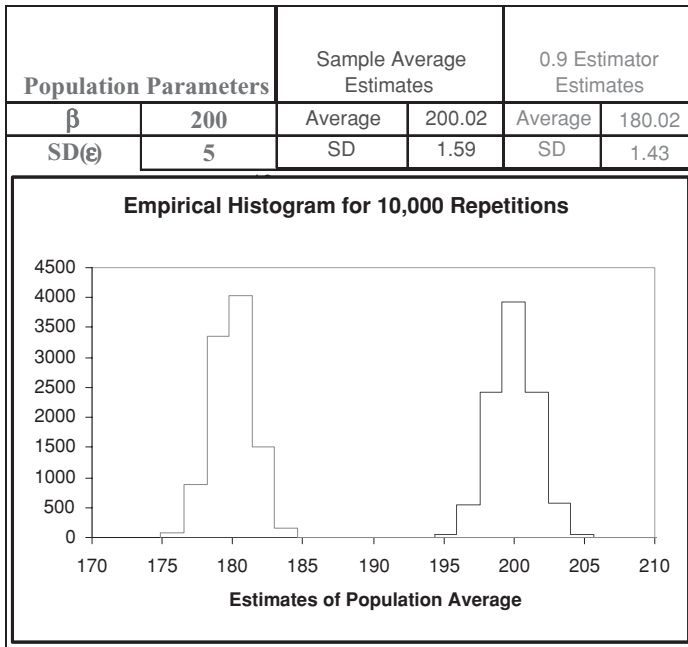 Population Parameters
Sample Average
Estimates
0.9 Estimator
Estimates
β 200 Average 200.02 Average 180.02
SD(ε) 5 SD 1.59 SD 1.43
Empirical Histogram for 10,000 Repetitions
4500
4000
3500
3000
2500
2000
1500
1000
500
0
170 175 180 185 190 195 200 205 210
Estimates of Population Average